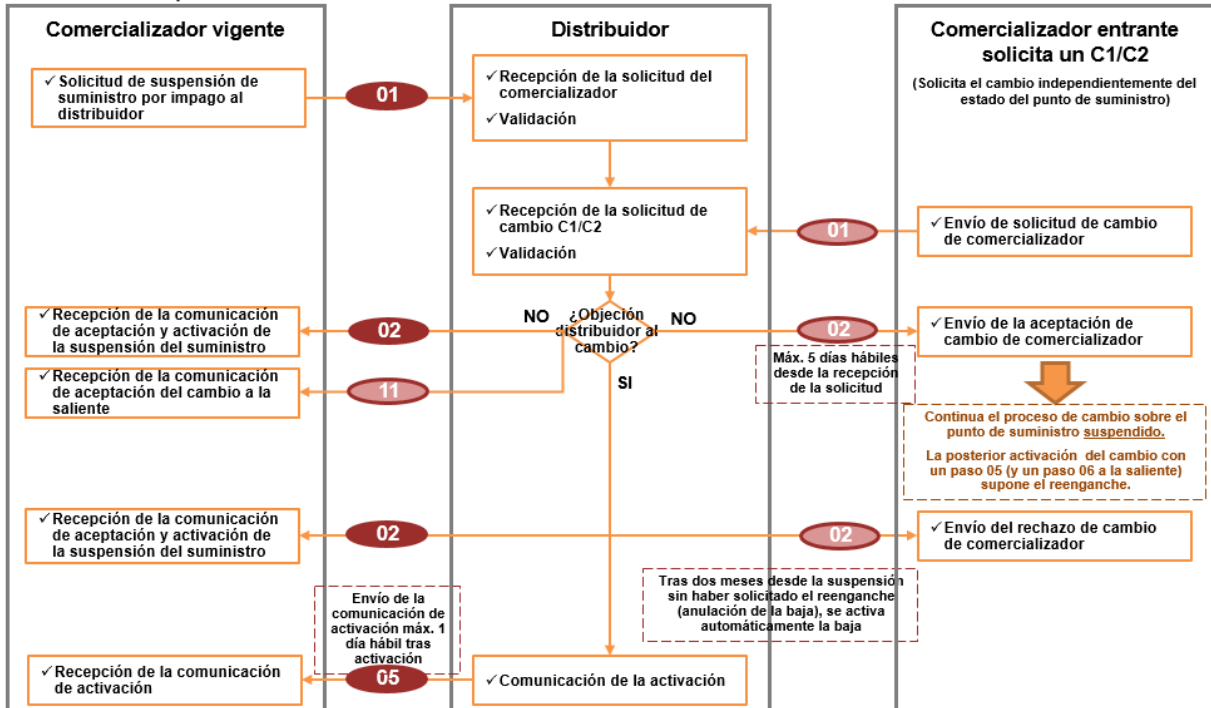 Comercializador vigente
Distribuidor
Comercializador entrante
solicita un C1/C2
(Solicita el cambio independientemente del
estado del punto de suministro)
✓Solicitud de suspensión de
suministro por impago al
distribuidor
01
✓Recepción de la solicitud del
comercializador
✓Validación
✓Recepción de la solicitud de
cambio C1/C2
✓Validación
01
✓Envío de solicitud de cambio
de comercializador
✓Recepción de la comunicación
de aceptación y activación de
la suspensión del suministro
02
NO
¿Objeción
distribuidor al
cambio?
NO
02
✓Envío de la aceptación de
cambio de comercializador
Máx. 5 días hábiles
desde la recepción
de la solicitud
✓Recepción de la comunicación
de aceptación del cambio a la
saliente
11
SI
Continua el proceso de cambio sobre el
punto de suministro suspendido.
La posterior activación del cambio con
un paso 05 (y un paso 06 a la saliente)
supone el reenganche.
✓Recepción de la comunicación
de aceptación y activación de
la suspensión del suministro
02
02
✓Envío del rechazo de cambio
de comercializador
Tras dos meses desde la suspensión
sin haber solicitado el reenganche
(anulación de la baja), se activa
automáticamente la baja
Envío de la
comunicación de
activación máx. 1
día hábil tras
activación
✓Recepción de la comunicación
de activación
05
✓Comunicación de la activación